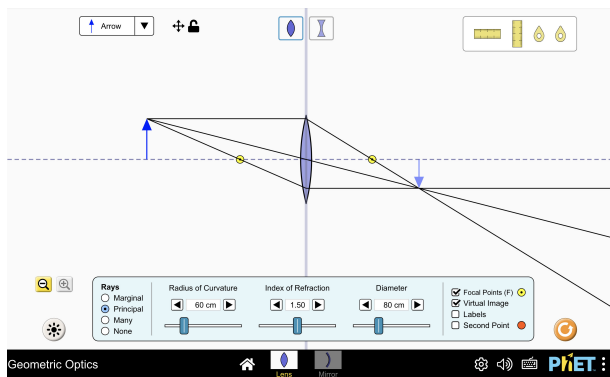 Arrow
Rays
Marginal
Principal
Many
None
Radius of Curvature
60 cm
Index of Refraction
1.50
Diameter
80 cm
Focal Points (F)
Virtual Image
Labels
Second Point
Geometric Optics
Lens
Mirror
PhET